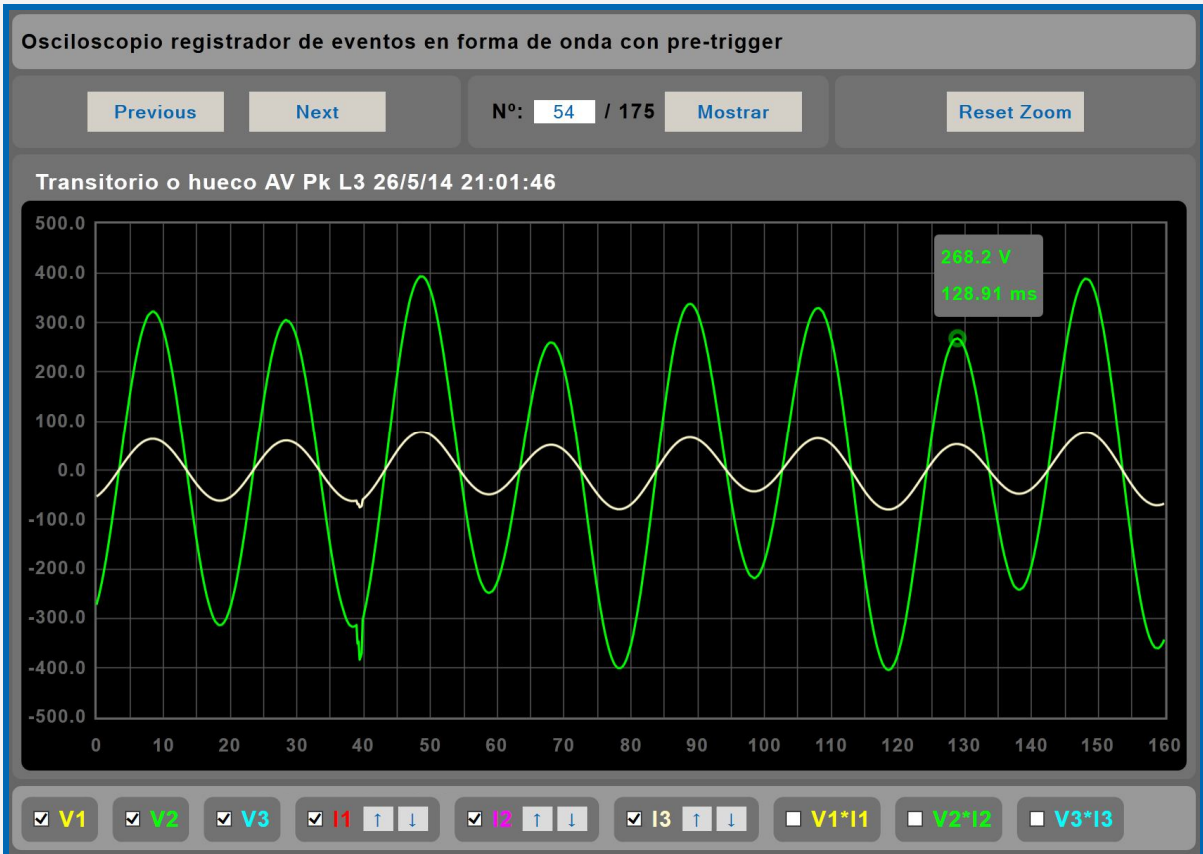 Osciloscopio registrador de eventos en forma de onda con pre-trigger
Previous Next Nº: 54 / 175 Mostrar Reset Zoom
Transitorio o hueco AV Pk L3 26/5/14 21:01:46
500.0
400.0
300.0
200.0
100.0
0.0
-100.0
-200.0
-300.0
-400.0
-500.0
268.2 V
128.91 ms
0 10 20 30 40 50 60 70 80 90 100 110 120 130 140 150 160
V1 V2 V3 I1 ↑ ↓ I2 ↑ ↓ I3 ↑ ↓ V1*I1 V2*I2 V3*I3